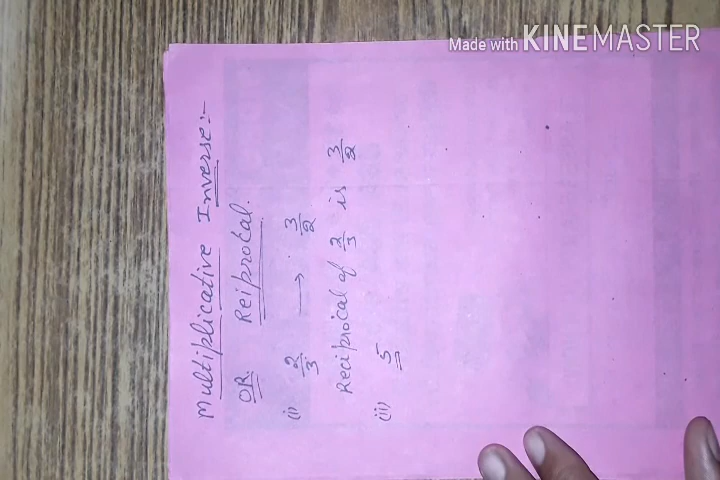 Made with KINEMASTER
Multiplicative Inverse:-
OR Reiprocal.
(i) 2/3 → 3/2
Reciprocal of 2/3 is 3/2
(ii) 5